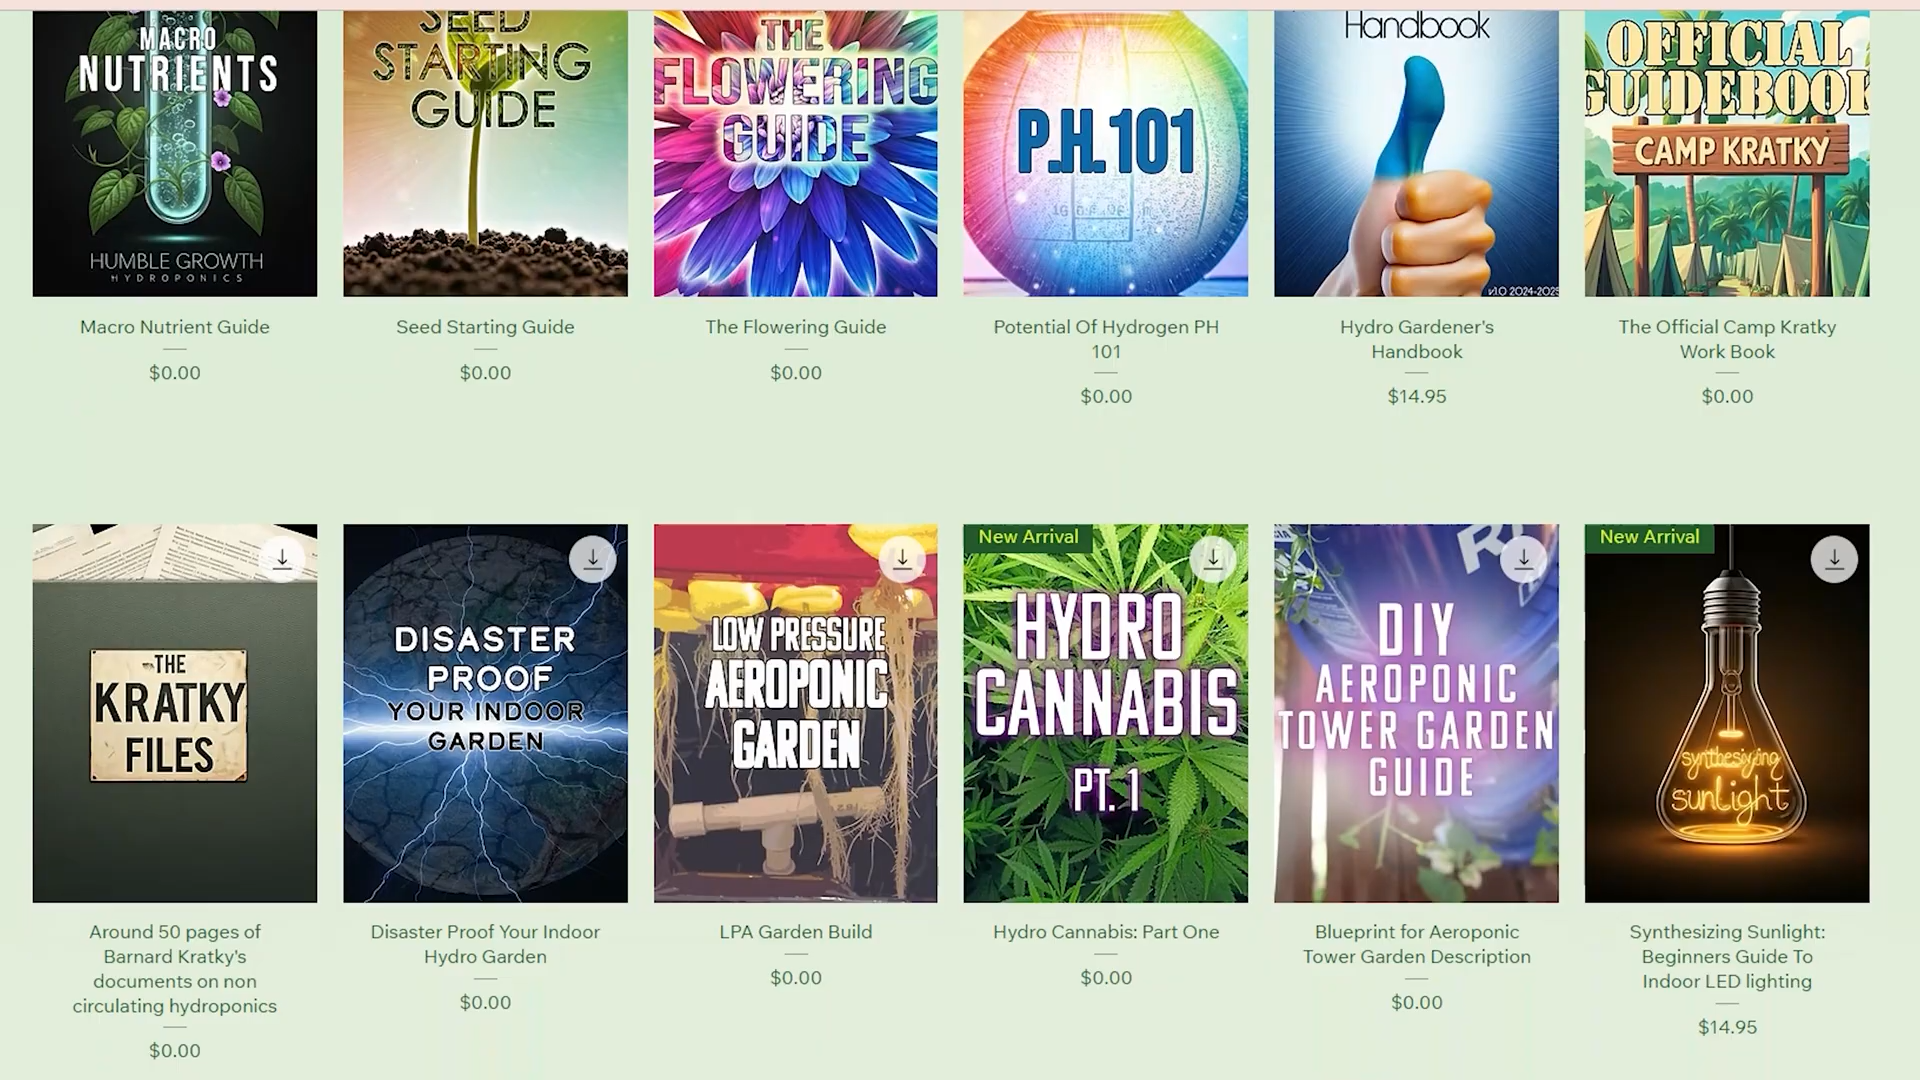 MACRO
NUTRIENTS
HUMBLE GROWTH
HYDROPONICS
SEED
STARTING
GUIDE
THE
FLOWERING
GUIDE
P.H. 101
Handbook
v1.0 2024-2025
OFFICIAL
GUIDEBOOK
CAMP KRATKY
Macro Nutrient Guide
$0.00
Seed Starting Guide
$0.00
The Flowering Guide
$0.00
Potential Of Hydrogen PH
101
$0.00
Hydro Gardener's
Handbook
$14.95
The Official Camp Kratky
Work Book
$0.00
THE
KRATKY
FILES
DISASTER
PROOF
YOUR INDOOR
GARDEN
LOW PRESSURE
AEROPONIC
GARDEN
New Arrival
HYDRO
CANNABIS
PT. 1
DIY
AEROPONIC
TOWER GARDEN
GUIDE
New Arrival
synthesizing
sunlight
Around 50 pages of
Barnard Kratky's
documents on non
circulating hydroponics
$0.00
Disaster Proof Your Indoor
Hydro Garden
$0.00
LPA Garden Build
$0.00
Hydro Cannabis: Part One
$0.00
Blueprint for Aeroponic
Tower Garden Description
$0.00
Synthesizing Sunlight:
Beginners Guide To
Indoor LED lighting
$14.95